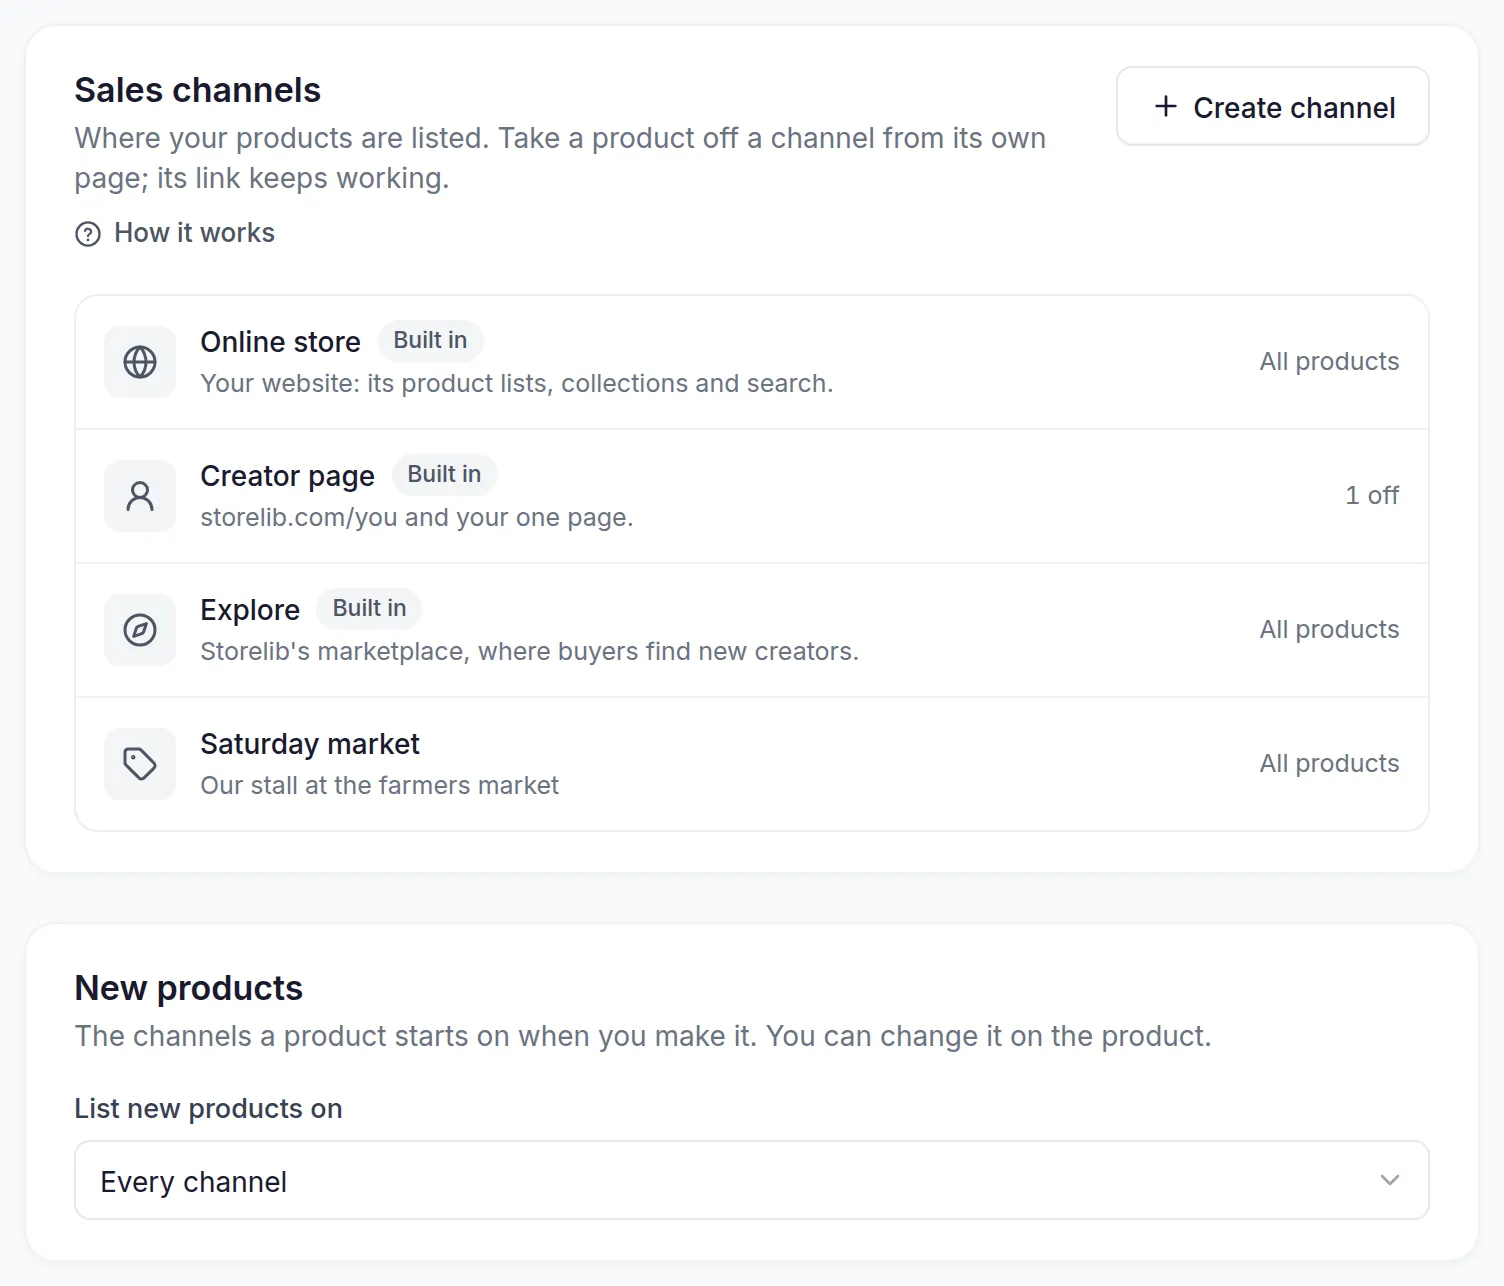 Sales channels
Create channel
Where your products are listed. Take a product off a channel from its own
page; its link keeps working.
How it works
Online store Built in
Your website: its product lists, collections and search.
All products
Creator page Built in
storelib.com/you and your one page.
1 off
Explore Built in
Storelib's marketplace, where buyers find new creators.
All products
Saturday market
Our stall at the farmers market
All products
New products
The channels a product starts on when you make it. You can change it on the product.
List new products on
Every channel